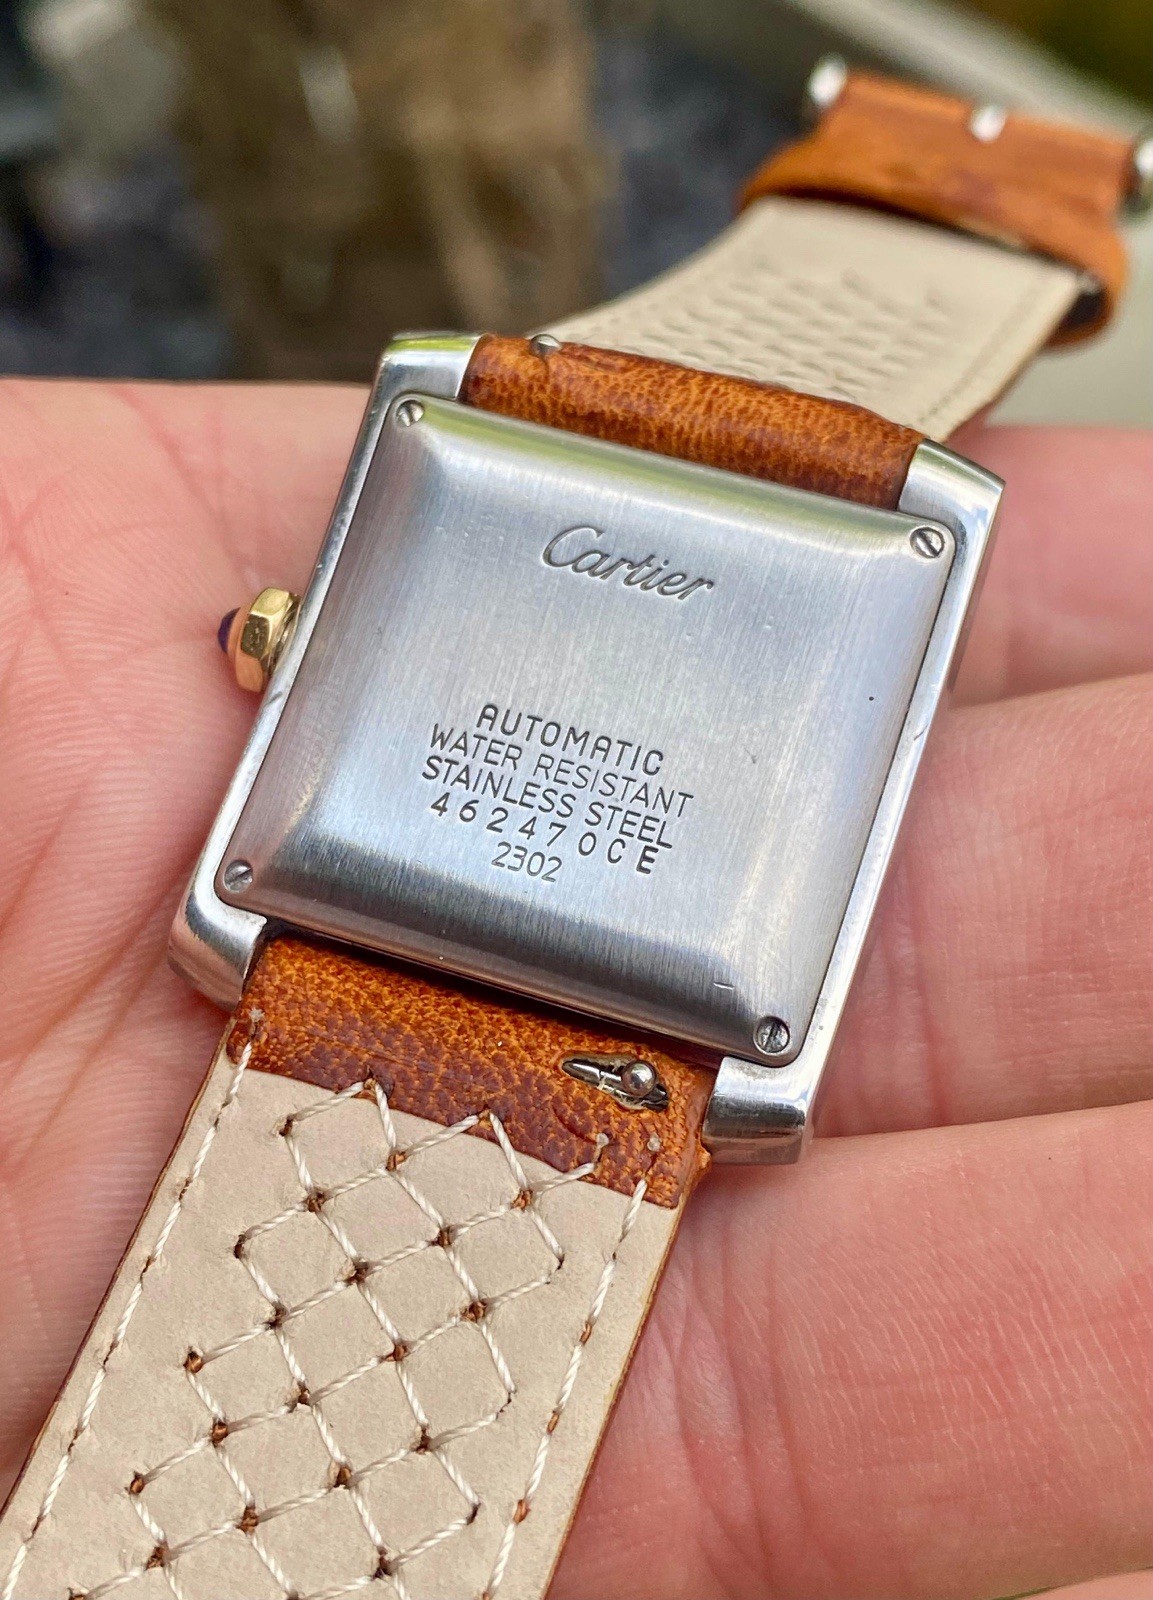 Cartier
AUTOMATIC
WATER RESISTANT
STAINLESS STEEL
462470CE
2302